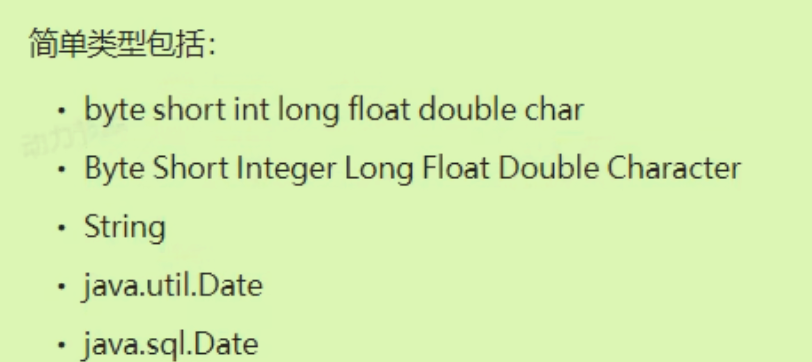 简单类型包括：
• byte short int long float double char
• Byte Short Integer Long Float Double Character
• String
• java.util.Date
• java.sql.Date